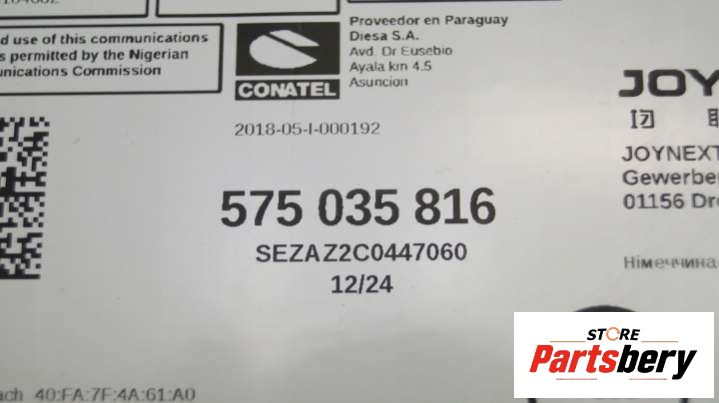 d use of this communications
s permitted by the Nigerian
unications Commission
CONATEL
Proveedor en Paraguay
Diesa S.A.
Avd Dr Eusebio
Ayala km 4.5
Asuncion
2018-05-I-000192
JOY
JOYNEXT
Gewerbe
01156 Dre
575 035 816
SEZAZ2C0447060
12/24
Німеччина
ach 40:FA:7F:4A:61:A0
STORE
Partsbery